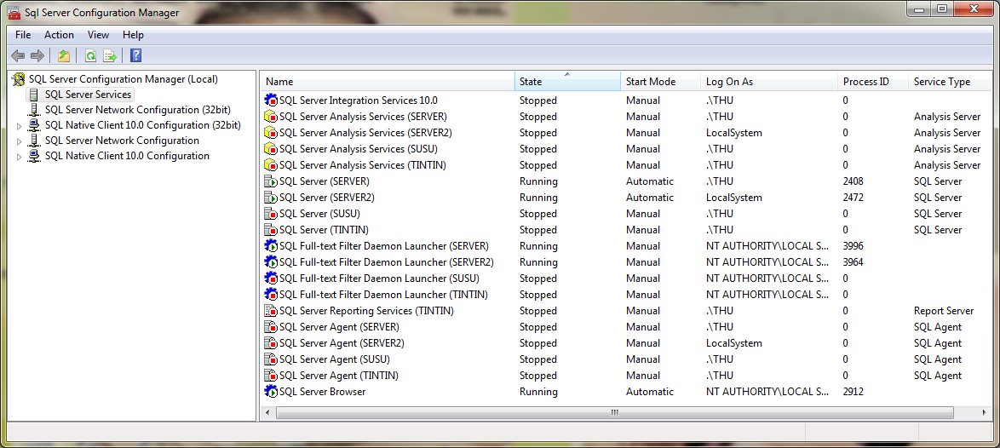 Sql Server Configuration Manager
File Action View Help
SQL Server Configuration Manager (Local)
SQL Server Services
SQL Server Network Configuration (32bit)
SQL Native Client 10.0 Configuration (32bit)
SQL Server Network Configuration
SQL Native Client 10.0 Configuration
Name State Start Mode Log On As Process ID Service Type
SQL Server Integration Services 10.0 Stopped Manual .\THU 0
SQL Server Analysis Services (SERVER) Stopped Manual .\THU 0 Analysis Server
SQL Server Analysis Services (SERVER2) Stopped Manual LocalSystem 0 Analysis Server
SQL Server Analysis Services (SUSU) Stopped Manual .\THU 0 Analysis Server
SQL Server Analysis Services (TINTIN) Stopped Manual .\THU 0 Analysis Server
SQL Server (SERVER) Running Automatic .\THU 2408 SQL Server
SQL Server (SERVER2) Running Automatic LocalSystem 2472 SQL Server
SQL Server (SUSU) Stopped Manual .\THU 0 SQL Server
SQL Server (TINTIN) Stopped Manual .\THU 0 SQL Server
SQL Full-text Filter Daemon Launcher (SERVER) Running Manual NT AUTHORITY\LOCAL S... 3996
SQL Full-text Filter Daemon Launcher (SERVER2) Running Manual NT AUTHORITY\LOCAL S... 3964
SQL Full-text Filter Daemon Launcher (SUSU) Stopped Manual NT AUTHORITY\LOCAL S... 0
SQL Full-text Filter Daemon Launcher (TINTIN) Stopped Manual NT AUTHORITY\LOCAL S... 0
SQL Server Reporting Services (TINTIN) Stopped Manual .\THU 0 Report Server
SQL Server Agent (SERVER) Stopped Manual .\THU 0 SQL Agent
SQL Server Agent (SERVER2) Stopped Manual LocalSystem 0 SQL Agent
SQL Server Agent (SUSU) Stopped Manual .\THU 0 SQL Agent
SQL Server Agent (TINTIN) Stopped Manual .\THU 0 SQL Agent
SQL Server Browser Running Automatic NT AUTHORITY\LOCAL S... 2912